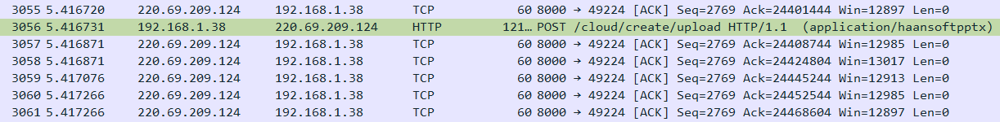 3055 5.416720 220.69.209.124 192.168.1.38 TCP 60 8000 → 49224 [ACK] Seq=2769 Ack=24401444 Win=12897 Len=0
3056 5.416731 192.168.1.38 220.69.209.124 HTTP 121… POST /cloud/create/upload HTTP/1.1 (application/haansoftpptx)
3057 5.416871 220.69.209.124 192.168.1.38 TCP 60 8000 → 49224 [ACK] Seq=2769 Ack=24408744 Win=12985 Len=0
3058 5.416871 220.69.209.124 192.168.1.38 TCP 60 8000 → 49224 [ACK] Seq=2769 Ack=24424804 Win=13017 Len=0
3059 5.417076 220.69.209.124 192.168.1.38 TCP 60 8000 → 49224 [ACK] Seq=2769 Ack=24445244 Win=12913 Len=0
3060 5.417266 220.69.209.124 192.168.1.38 TCP 60 8000 → 49224 [ACK] Seq=2769 Ack=24452544 Win=12985 Len=0
3061 5.417266 220.69.209.124 192.168.1.38 TCP 60 8000 → 49224 [ACK] Seq=2769 Ack=24468604 Win=12897 Len=0